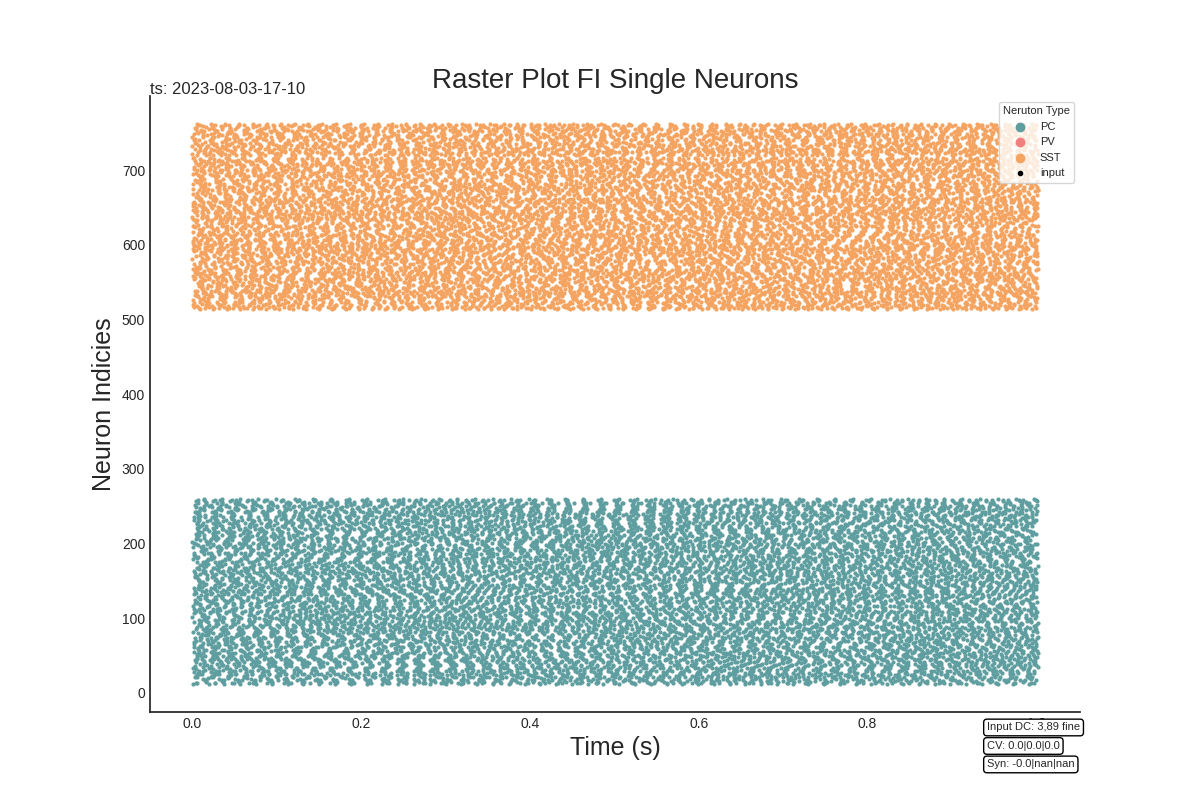 Raster Plot FI Single Neurons
ts: 2023-08-03-17-10
Neruton Type
PC
PV
SST
input
Neuron Indicies
700
600
500
400
300
200
100
0
0.0
0.2
0.4
0.6
0.8
Time (s)
Input DC: 3,89 fine
CV: 0.0|0.0|0.0
Syn: -0.0|nan|nan